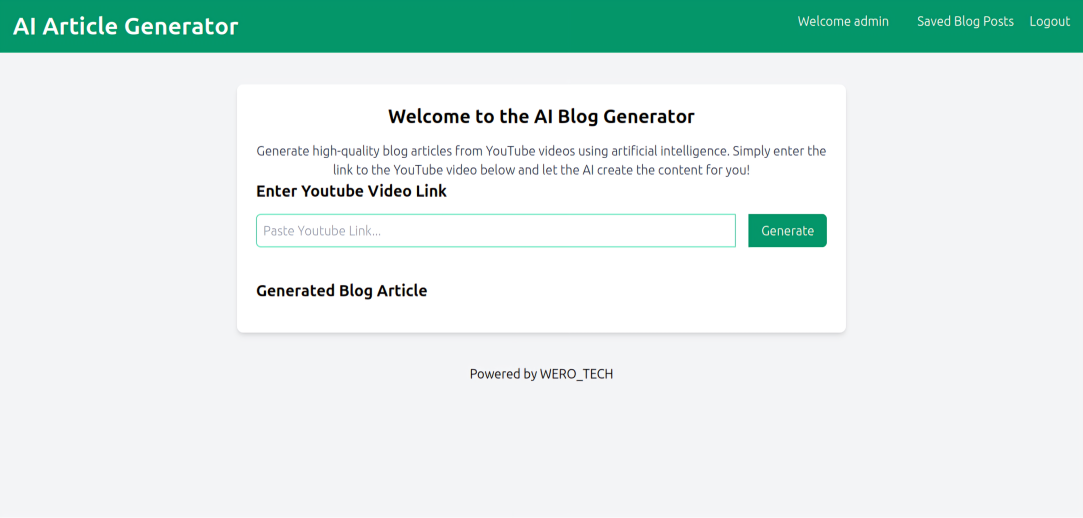 AI Article Generator
Welcome admin
Saved Blog Posts
Logout
Welcome to the AI Blog Generator
Generate high-quality blog articles from YouTube videos using artificial intelligence. Simply enter the
link to the YouTube video below and let the AI create the content for you!
Enter Youtube Video Link
Paste Youtube Link...
Generate
Generated Blog Article
Powered by WERO_TECH